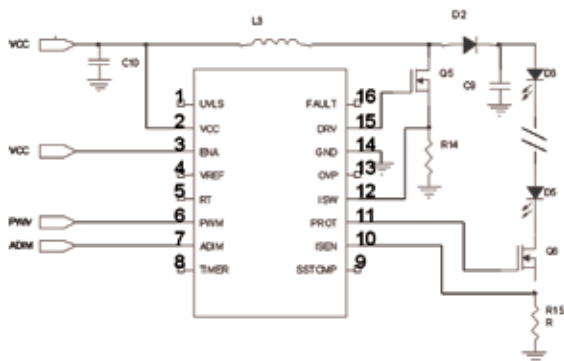 L3
D2
VCC
C10
Q5
C9
D3
1 UVLS FAULT 16
2 VCC DRV 15
R14
VCC
3 ENA GND 14
4 VREF OVP 13
5 RT ISW 12
D5
PWM
6 PWM PROT 11
ADIM
7 ADIM ISEN 10
Q6
8 TIMER SSTCMP 9
R15
R